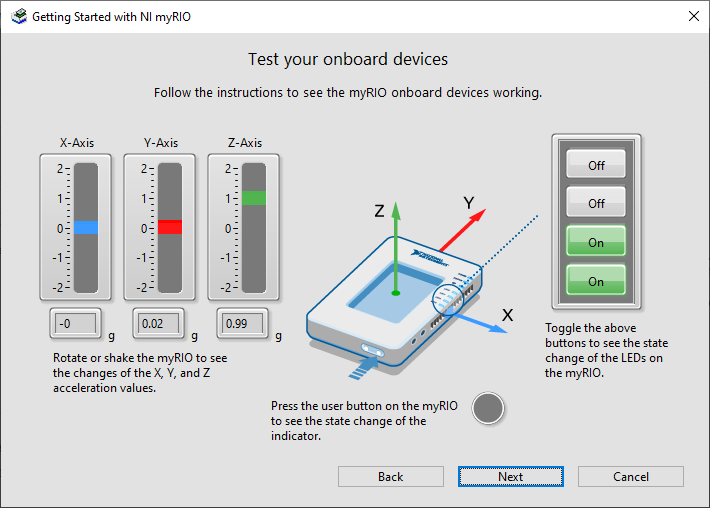 Getting Started with NI myRIO
Test your onboard devices
Follow the instructions to see the myRIO onboard devices working.
X-Axis
Y-Axis
Z-Axis
2-
1-
0-
-1-
-2-
2-
1-
0-
-1-
-2-
2-
1-
0-
-1-
-2-
-0
g
0.02
g
0.99
g
Rotate or shake the myRIO to see
the changes of the X, Y, and Z
acceleration values.
Z
Y
X
NATIONAL
INSTRUMENTS
Press the user button on the myRIO
to see the state change of the
indicator.
Off
Off
On
On
Toggle the above
buttons to see the state
change of the LEDs on
the myRIO.
Back
Next
Cancel